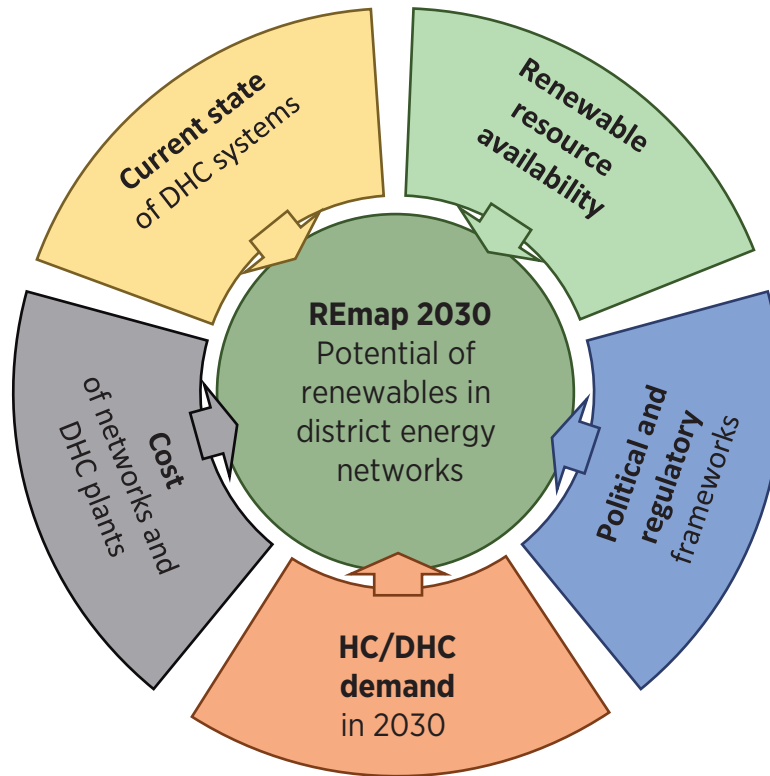 Current state
of DHC systems
Renewable
resource
availability
REmap 2030
Potential of
renewables in
district energy
networks
Cost
of networks and
DHC plants
Political and
regulatory
frameworks
HC/DHC
demand
in 2030